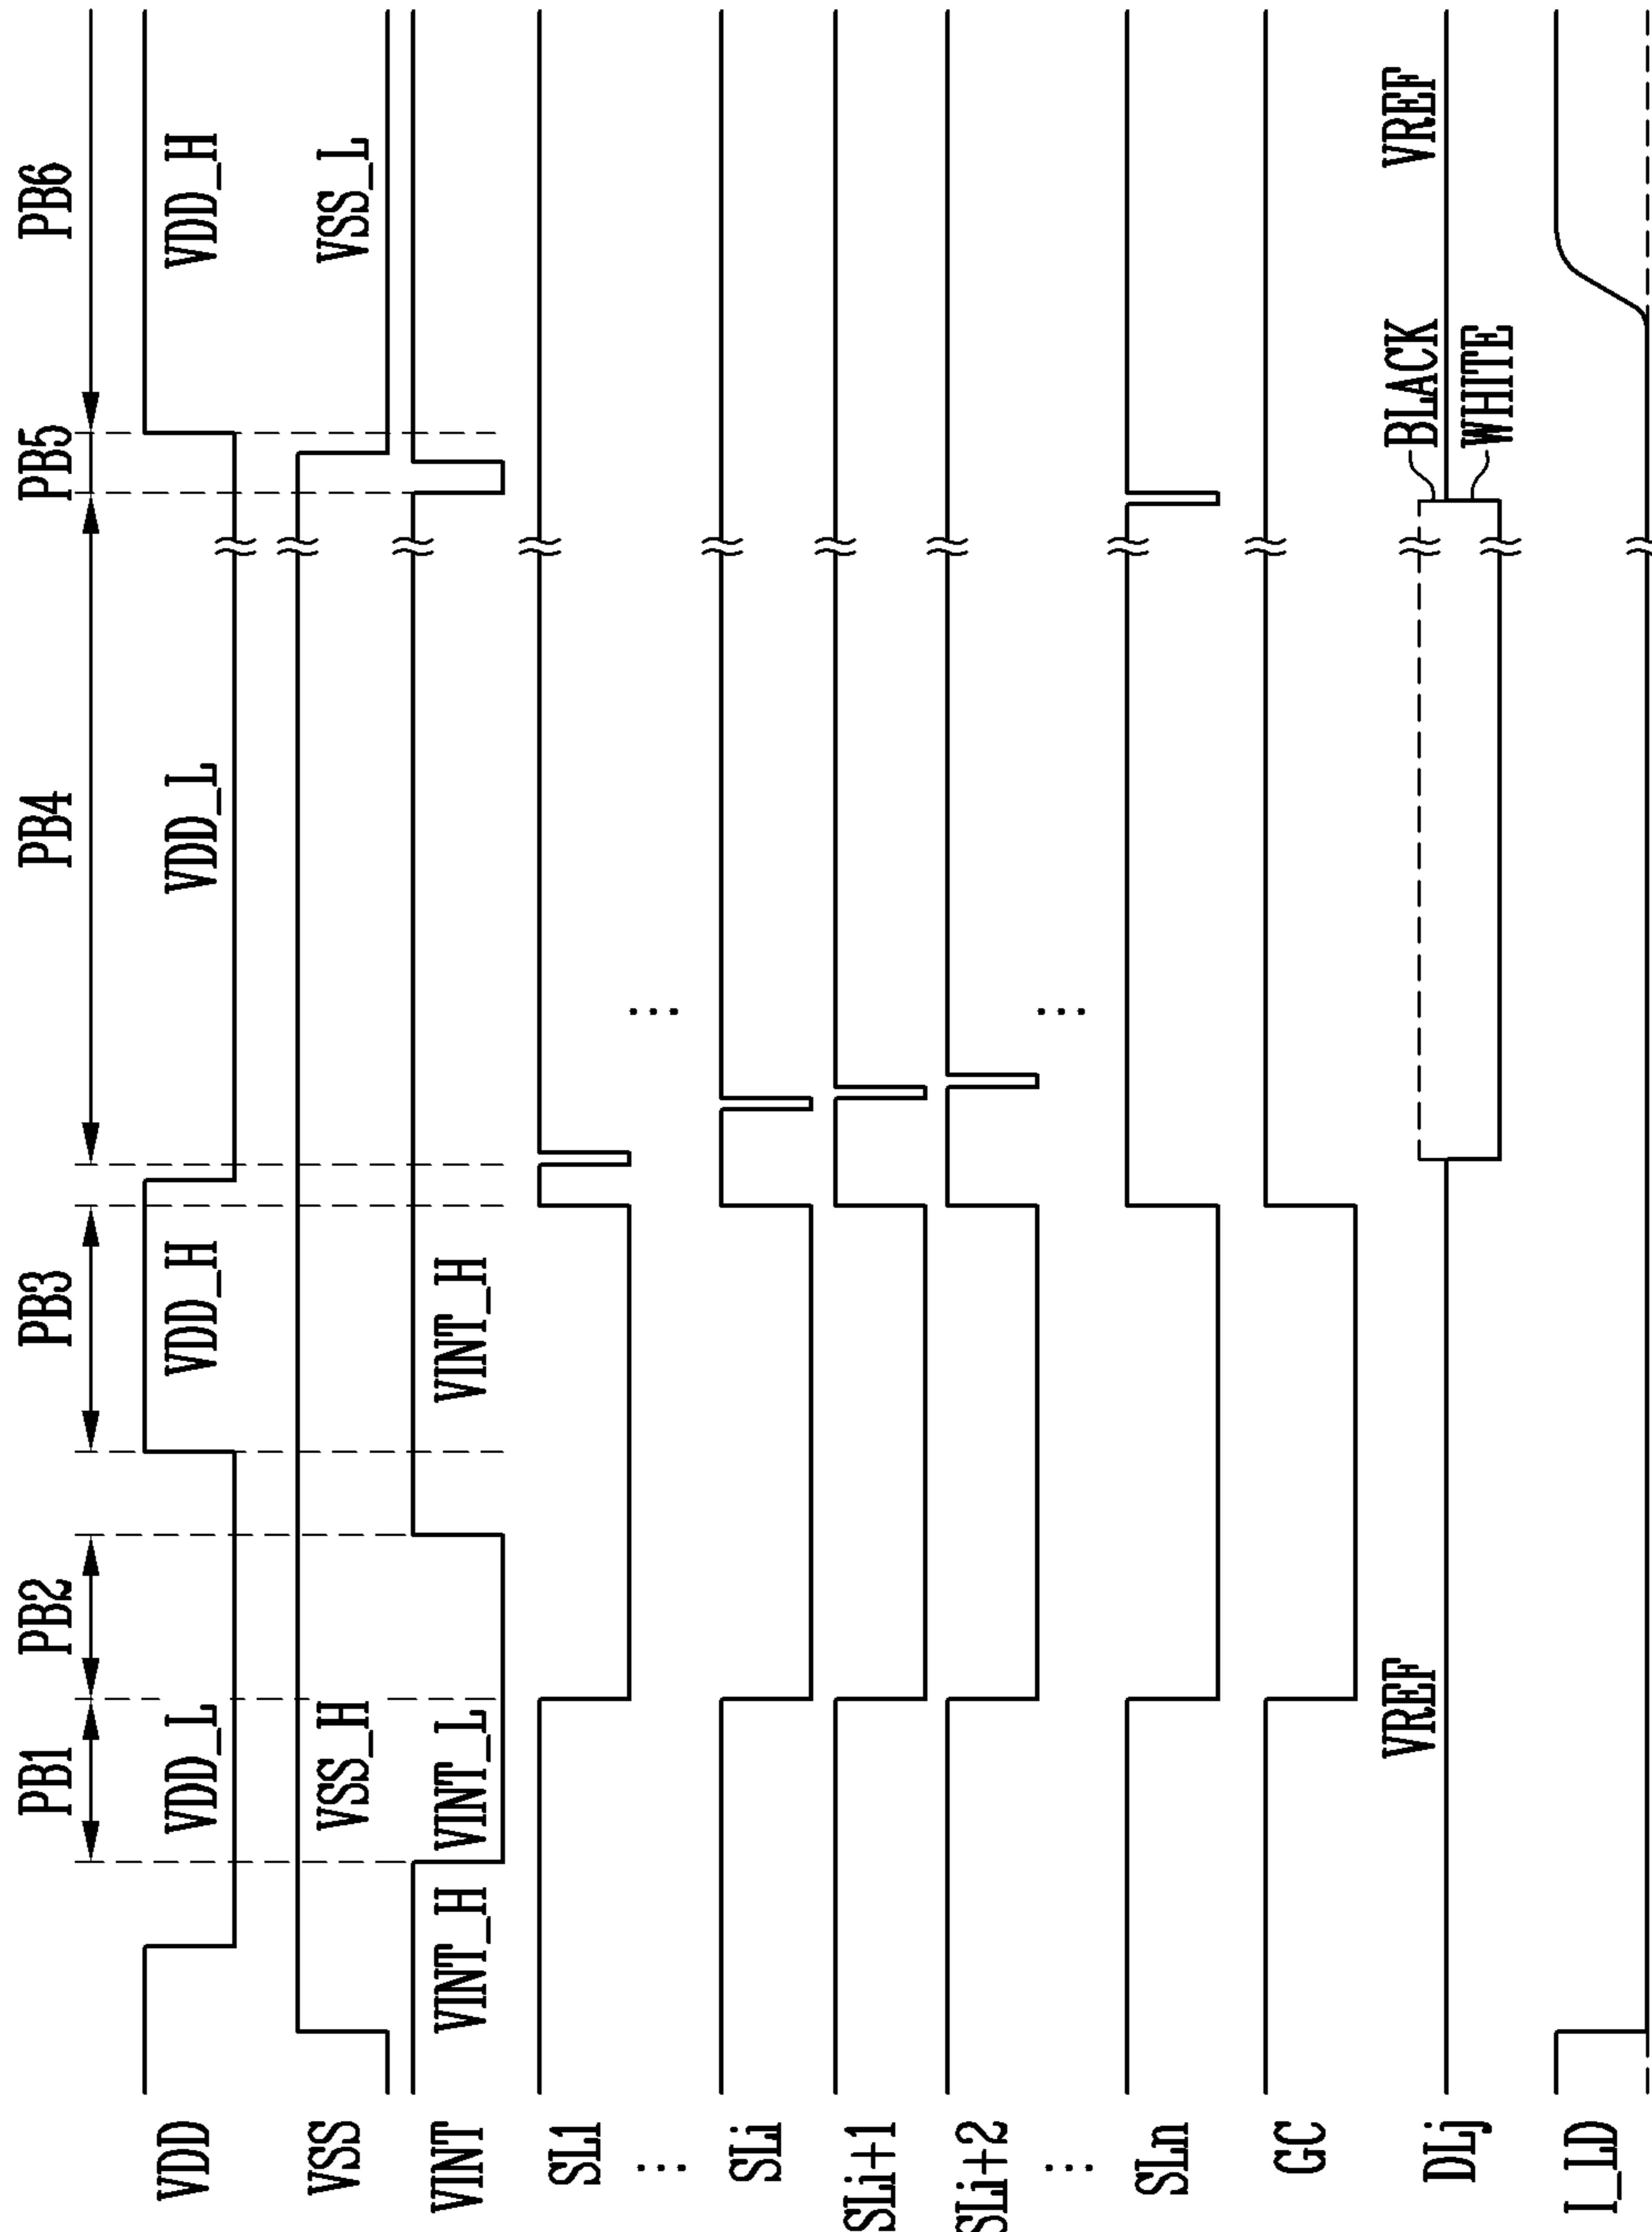 PB1 PB2 PB3 PB4 PB5 PB6
VDD VDD_L VDD_H VDD_L VDD_H
VSS VSS_H VSS_L
VINT VINT_H VINT_L VINT_H
SL1
⋮ ⋮
SLi
SLi+1
SLi+2
⋮ ⋮
SLn
GC
DLj VREF BLACK VREF
WHITE
I_LD